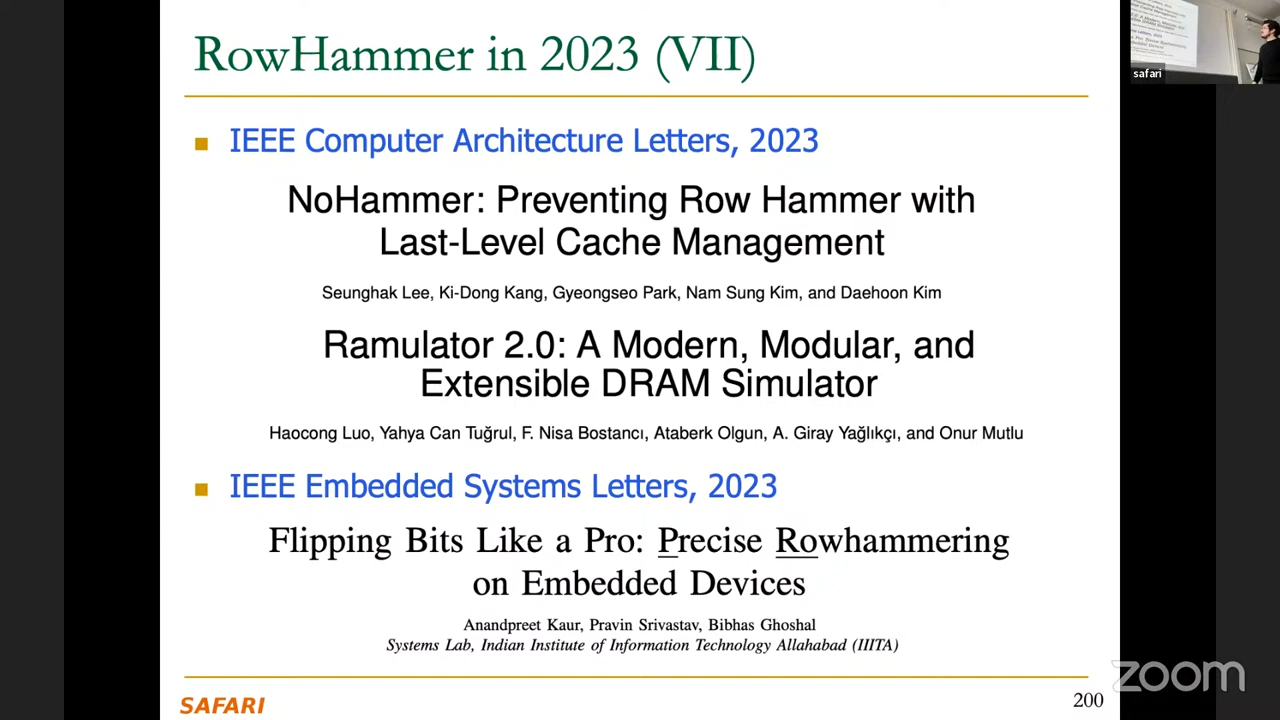 RowHammer in 2023 (VII)
IEEE Computer Architecture Letters, 2023
NoHammer: Preventing Row Hammer with
Last-Level Cache Management
Seunghak Lee, Ki-Dong Kang, Gyeongseo Park, Nam Sung Kim, and Daehoon Kim
Ramulator 2.0: A Modern, Modular, and
Extensible DRAM Simulator
Haocong Luo, Yahya Can Tuğrul, F. Nisa Bostancı, Ataberk Olgun, A. Giray Yağlıkçı, and Onur Mutlu
IEEE Embedded Systems Letters, 2023
Flipping Bits Like a Pro: Precise Rowhammering
on Embedded Devices
Anandpreet Kaur, Pravin Srivastav, Bibhas Ghoshal
Systems Lab, Indian Institute of Information Technology Allahabad (IIITA)
SAFARI
200
zoom
safari